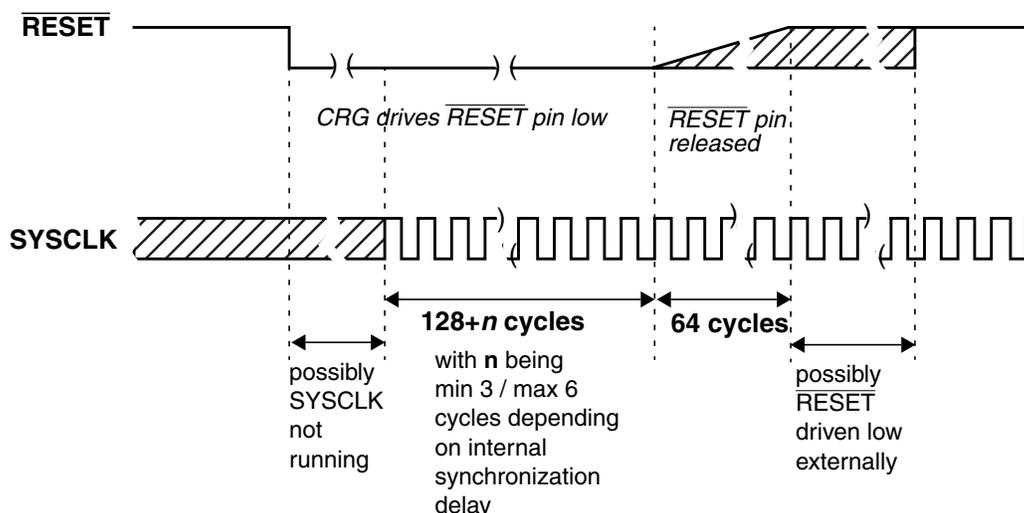 RESET
CRG drives RESET pin low
RESET pin
released
SYSCLK
128+n cycles
64 cycles
with n being
min 3 / max 6
cycles depending
on internal
synchronization
delay
possibly
SYSCLK
not
running
possibly
RESET
driven low
externally